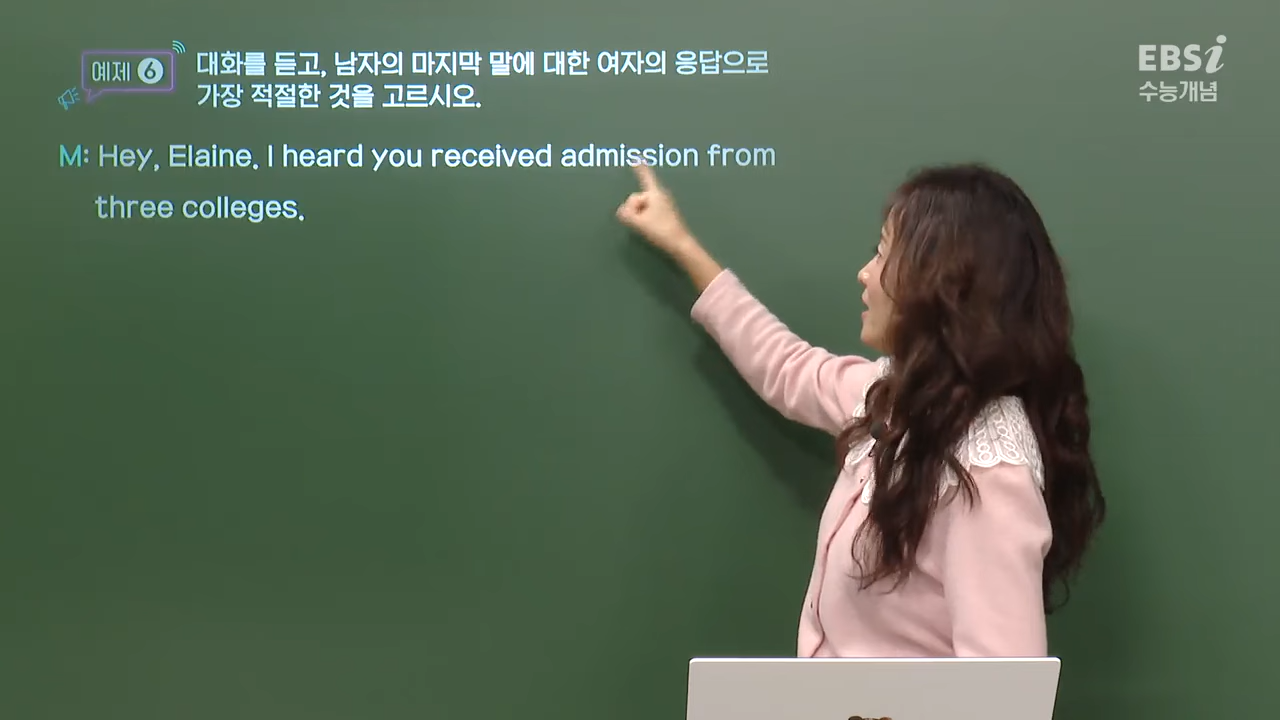 예제 6
대화를 듣고, 남자의 마지막 말에 대한 여자의 응답으로
가장 적절한 것을 고르시오.
M: Hey, Elaine. I heard you received admission from
three colleges.
EBSi
수능개념